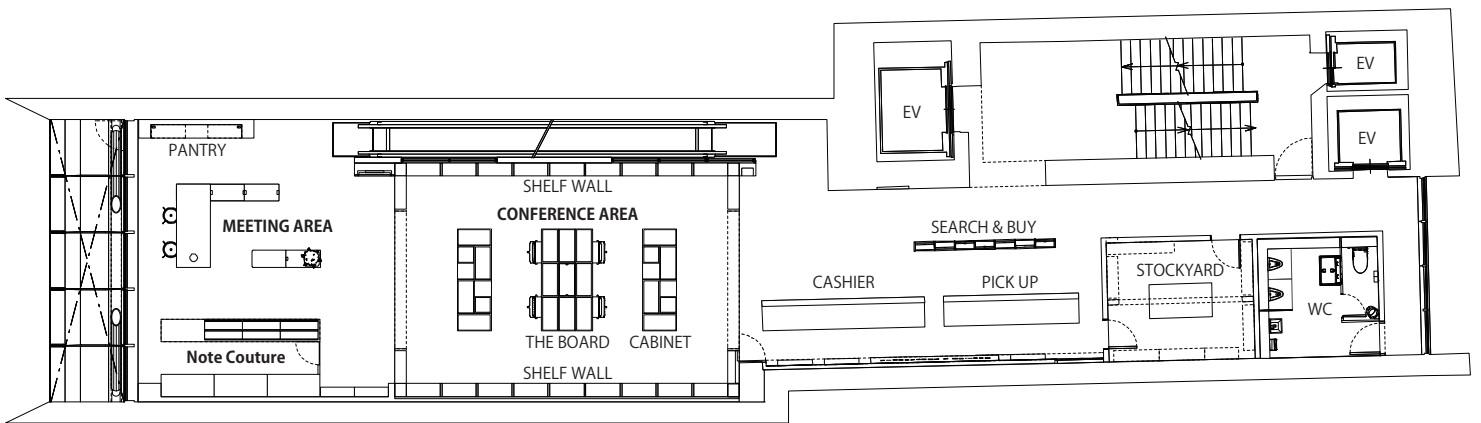 EV
EV
EV
PANTRY
SHELF WALL
CONFERENCE AREA
MEETING AREA
SEARCH & BUY
STOCKYARD
CASHIER
PICK UP
WC
THE BOARD
CABINET
Note Couture
SHELF WALL